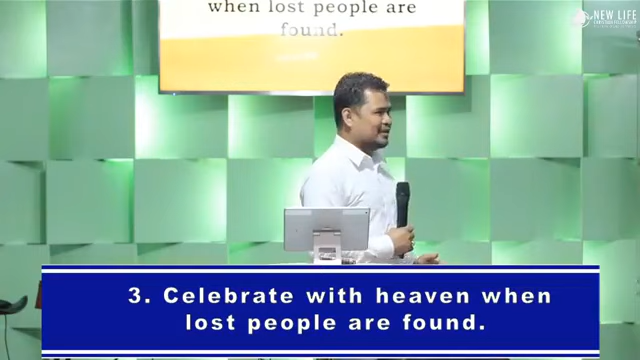 when lost people are
found.
NEW LIFE
3. Celebrate with heaven when
lost people are found.